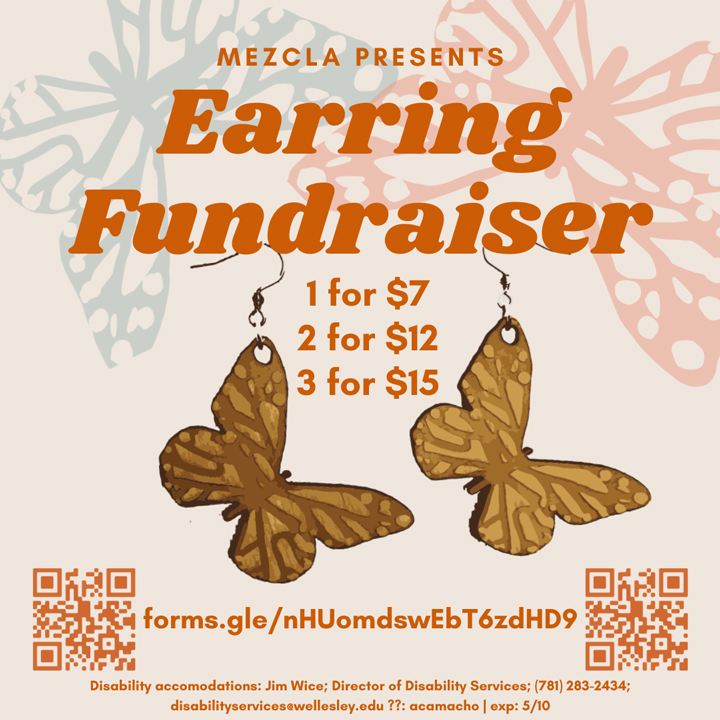 MEZCLA PRESENTS
Earring
Fundraiser
1 for $7
2 for $12
3 for $15
forms.gle/nHUomdswEbT6zdHD9
Disability accomodations: Jim Wice; Director of Disability Services; (781) 283-2434;
disabilityservices@wellesley.edu ??: acamacho | exp: 5/10